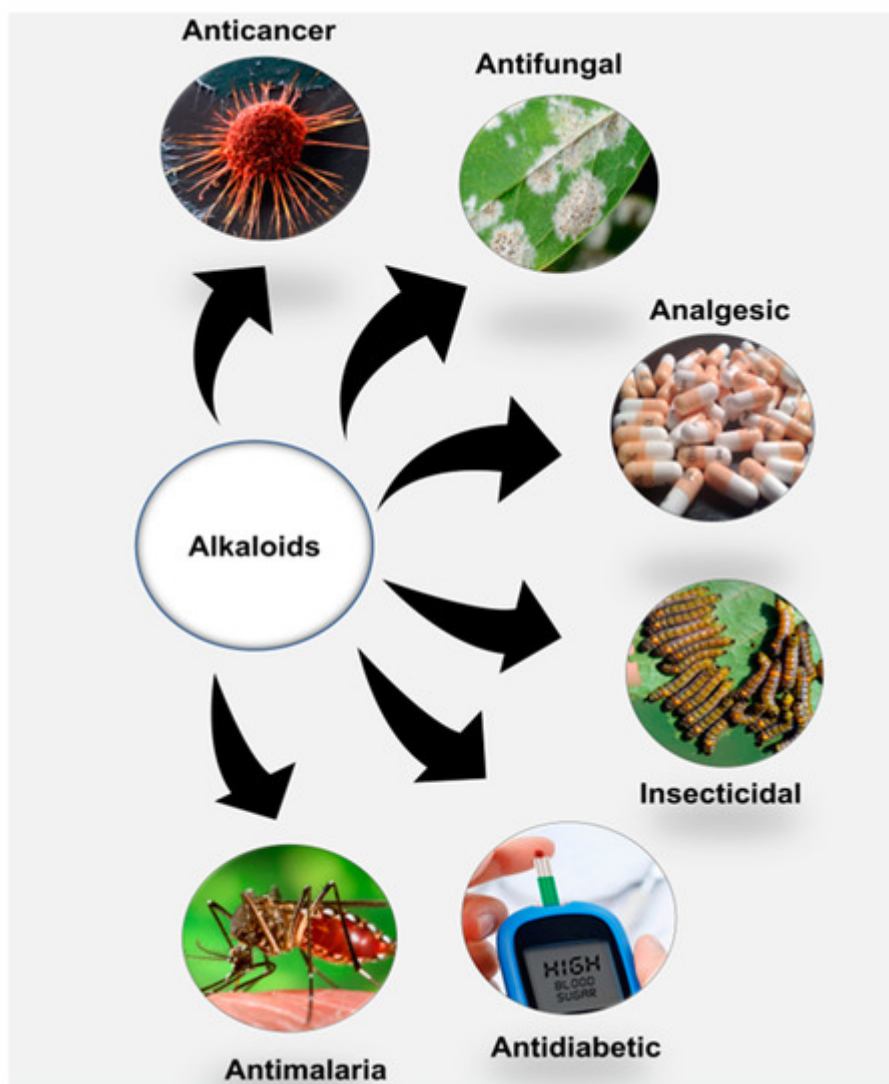 Anticancer
Antifungal
Analgesic
Alkaloids
Insecticidal
HIGH
BLOOD
SUGAR
Antidiabetic
Antimalaria